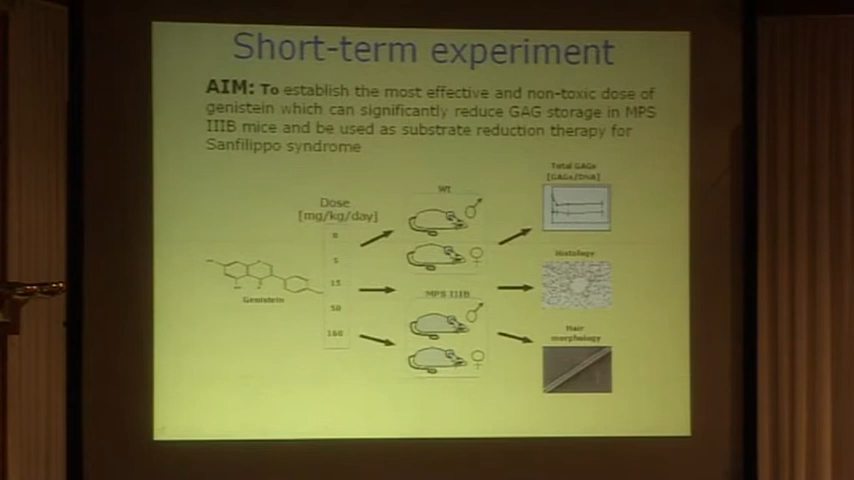 Short-term experiment
AIM: To establish the most effective and non-toxic dose of
genistein which can significantly reduce GAG storage in MPS
IIIB mice and be used as substrate reduction therapy for
Sanfilippo syndrome
Dose
[mg/kg/day]
0
5
15
50
160
Genistein
Wt
MPS IIIB
Total GAGs
[GAGs/DNA]
Histology
Hair
morphology